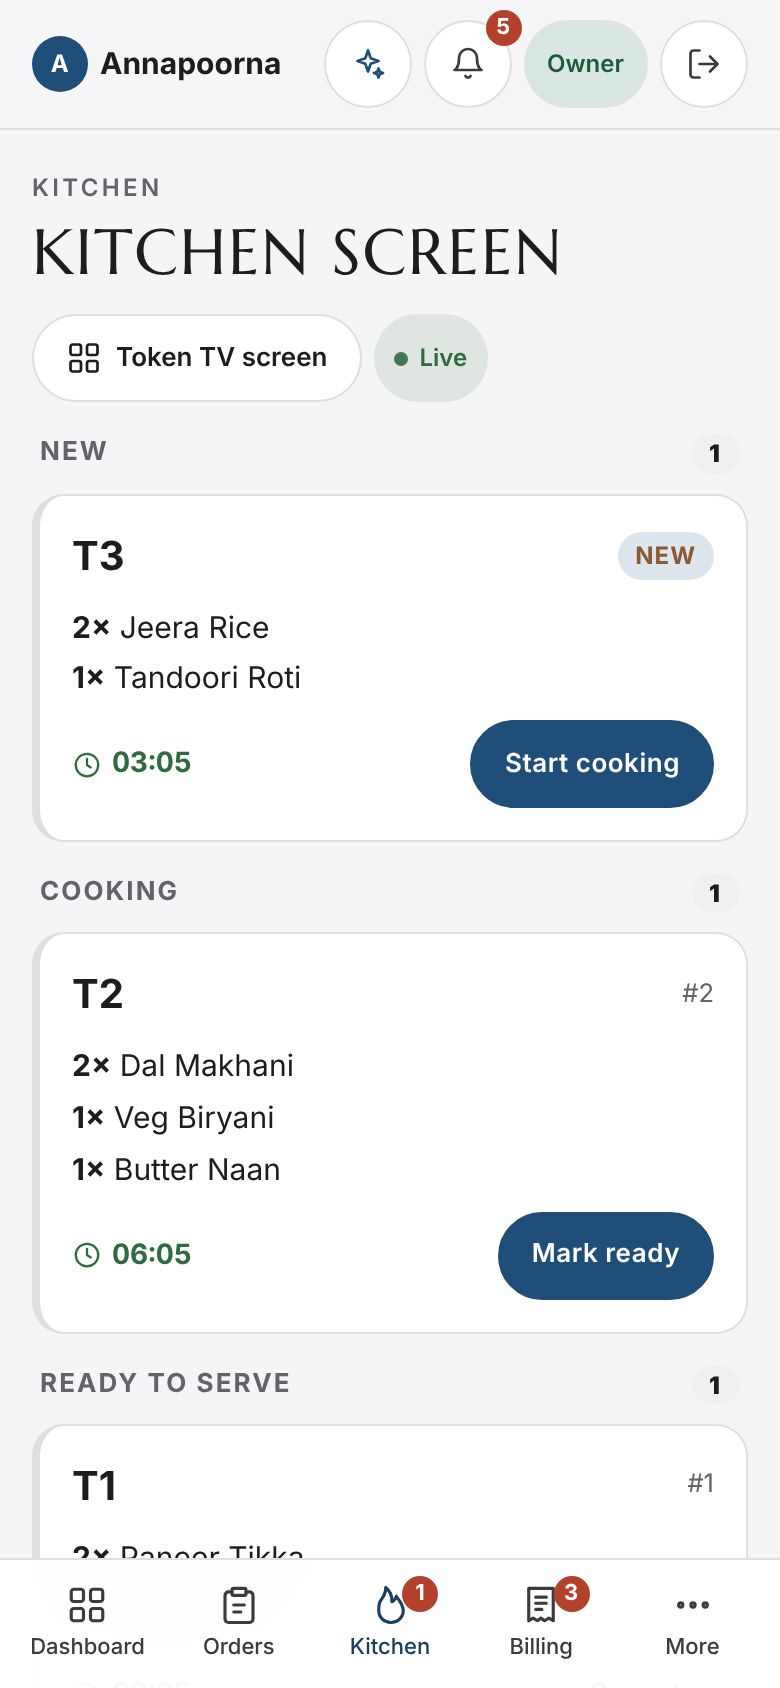 A Annapoorna 5 Owner
KITCHEN
KITCHEN SCREEN
Token TV screen Live
NEW 1
T3 NEW
2× Jeera Rice
1× Tandoori Roti
03:05 Start cooking
COOKING 1
T2 #2
2× Dal Makhani
1× Veg Biryani
1× Butter Naan
06:05 Mark ready
READY TO SERVE 1
T1 #1
2× Paneer Tikka
1 3
Dashboard Orders Kitchen Billing More